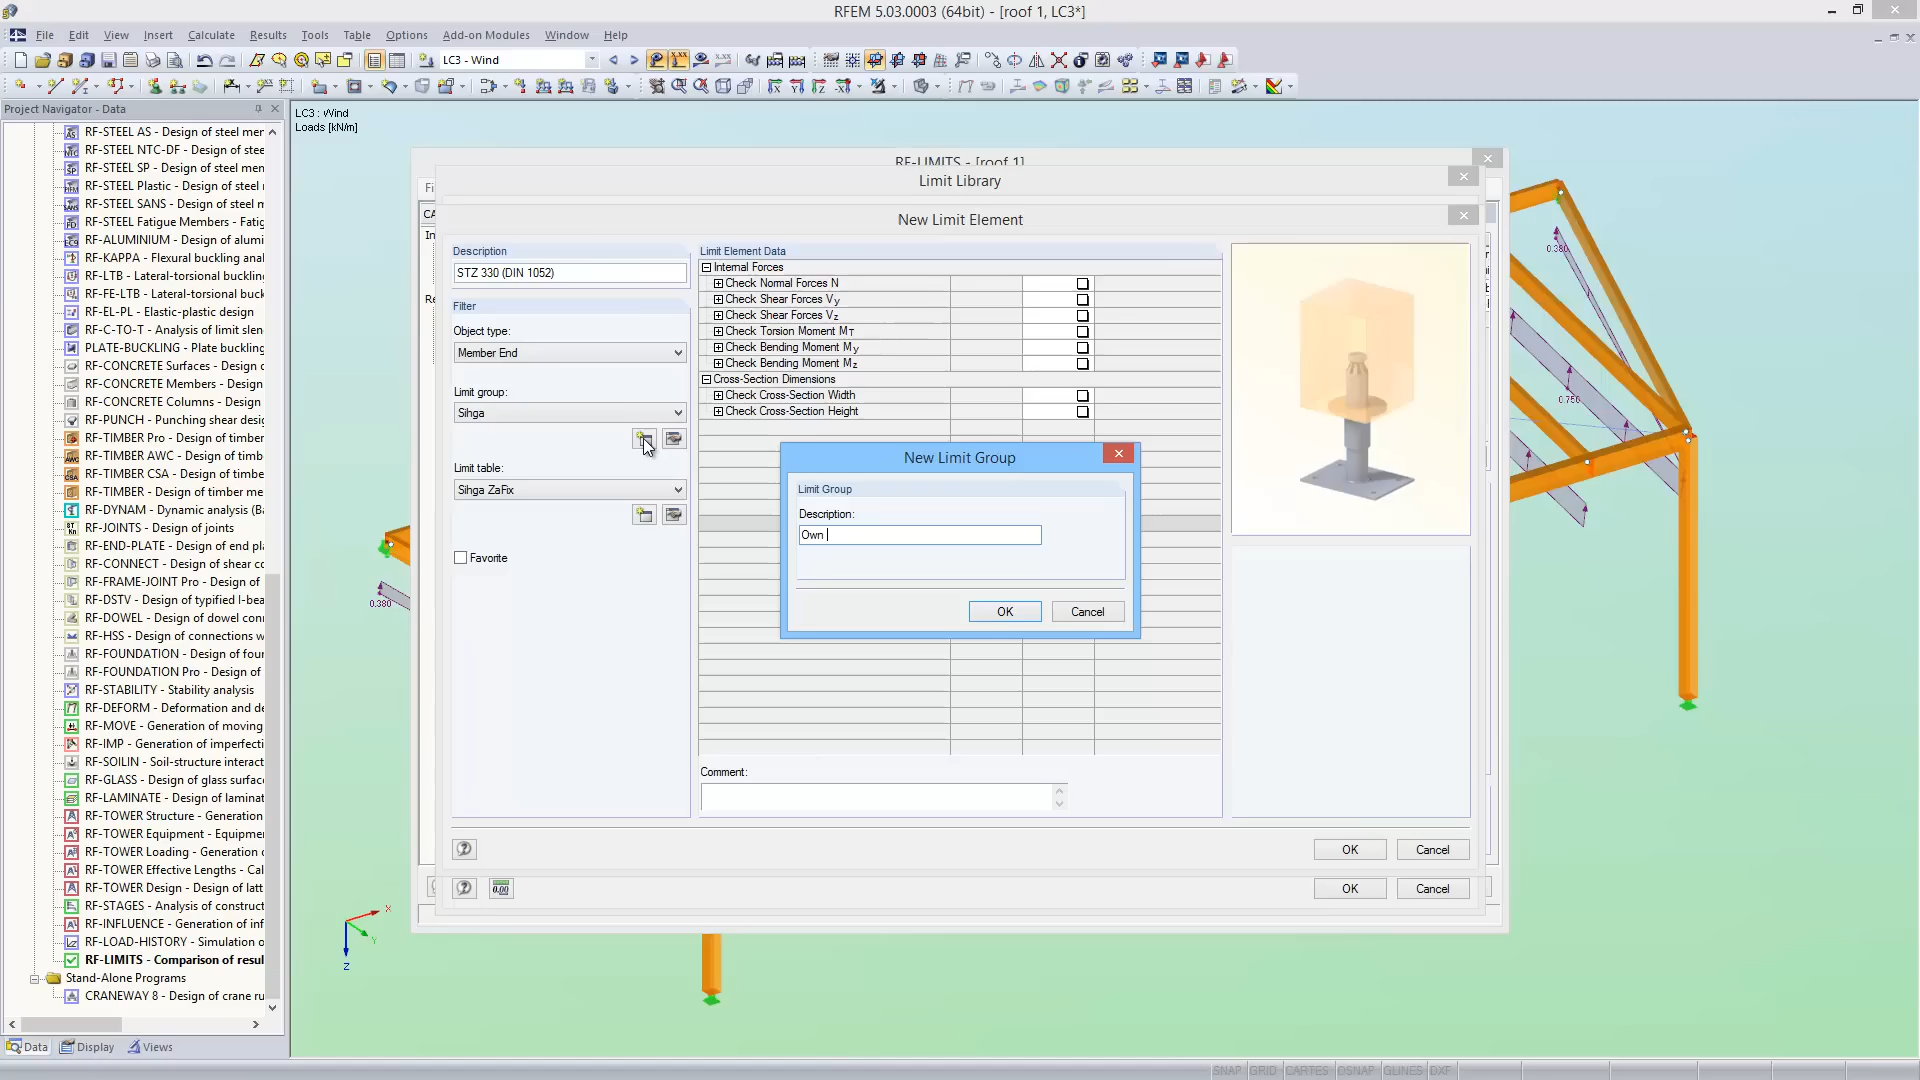 RFEM 5.03.0003 (64bit) - [roof 1, LC3*]
File Edit View Insert Calculate Results Tools Table Options Add-on Modules Window Help
LC3 - Wind
Project Navigator - Data
RF-STEEL AS - Design of steel mer
RF-STEEL NTC-DF - Design of stee
RF-STEEL SP - Design of steel men
RF-STEEL Plastic - Design of steel r
RF-STEEL SANS - Design of steel m
RF-STEEL Fatigue Members - Fatig
RF-ALUMINIUM - Design of alumi
RF-KAPPA - Flexural buckling anal
RF-LTB - Lateral-torsional buckling
RF-FE-LTB - Lateral-torsional buck
RF-EL-PL - Elastic-plastic design
RF-C-TO-T - Analysis of limit slen
PLATE-BUCKLING - Plate buckling
RF-CONCRETE Surfaces - Design o
RF-CONCRETE Members - Design
RF-CONCRETE Columns - Design
RF-PUNCH - Punching shear desig
RF-TIMBER Pro - Design of timber
RF-TIMBER AWC - Design of timb
RF-TIMBER CSA - Design of timbe
RF-TIMBER - Design of timber me
RF-DYNAM - Dynamic analysis (Ba
RF-JOINTS - Design of joints
RF-END-PLATE - Design of end pla
RF-CONNECT - Design of shear co
RF-FRAME-JOINT Pro - Design of
RF-DSTV - Design of typified I-bea
RF-DOWEL - Design of dowel conn
RF-HSS - Design of connections w
RF-FOUNDATION - Design of four
RF-FOUNDATION Pro - Design of
RF-STABILITY - Stability analysis
RF-DEFORM - Deformation and de
RF-MOVE - Generation of moving
RF-IMP - Generation of imperfecti
RF-SOILIN - Soil-structure interact
RF-GLASS - Design of glass surface
RF-LAMINATE - Design of laminat
RF-TOWER Structure - Generation
RF-TOWER Equipment - Equipmer
RF-TOWER Loading - Generation o
RF-TOWER Effective Lengths - Cal
RF-TOWER Design - Design of latt
RF-STAGES - Analysis of construct
RF-INFLUENCE - Generation of inf
RF-LOAD-HISTORY - Simulation o
RF-LIMITS - Comparison of resul
Stand-Alone Programs
CRANEWAY 8 - Design of crane ru
Data Display Views
LC3 : Wind
Loads [kN/m]
RF-LIMITS - [roof 1]
Fi
CA
In
Re
Limit Library
New Limit Element
Description
STZ 330 (DIN 1052)
Filter
Object type:
Member End
Limit group:
Sihga
Limit table:
Sihga ZaFix
Favorite
Limit Element Data
Internal Forces
Check Normal Forces N
Check Shear Forces Vy
Check Shear Forces Vz
Check Torsion Moment MT
Check Bending Moment My
Check Bending Moment Mz
Cross-Section Dimensions
Check Cross-Section Width
Check Cross-Section Height
Comment:
New Limit Group
Limit Group
Description:
Own
OK Cancel
OK Cancel
0.00
OK Cancel
0.380
0.750
0.380
X
Y
Z
SNAP GRID CARTES OSNAP GLINES DXF